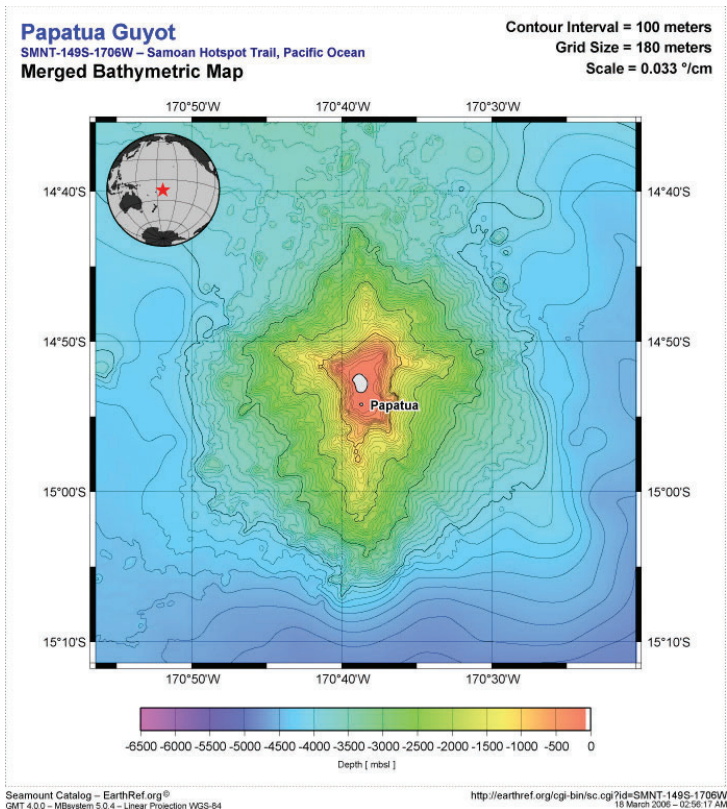 Papatua Guyot
SMNT-149S-1706W – Samoan Hotspot Trail, Pacific Ocean
Merged Bathymetric Map
Contour Interval = 100 meters
Grid Size = 180 meters
Scale = 0.033 °/cm
170°50'W 170°40'W 170°30'W
14°40'S 14°40'S
14°50'S 14°50'S
Papatua
15°00'S 15°00'S
15°10'S 15°10'S
170°50'W 170°40'W 170°30'W
-6500 -6000 -5500 -5000 -4500 -4000 -3500 -3000 -2500 -2000 -1500 -1000 -500 0
Depth [ mbsl ]
Seamount Catalog – EarthRef.org®
GMT 4.0.0 – MBsystem 5.0.4 – Linear Projection WGS-84
http://earthref.org/cgi-bin/sc.cgi?id=SMNT-149S-1706W
18 March 2006 – 02:56:17 AM